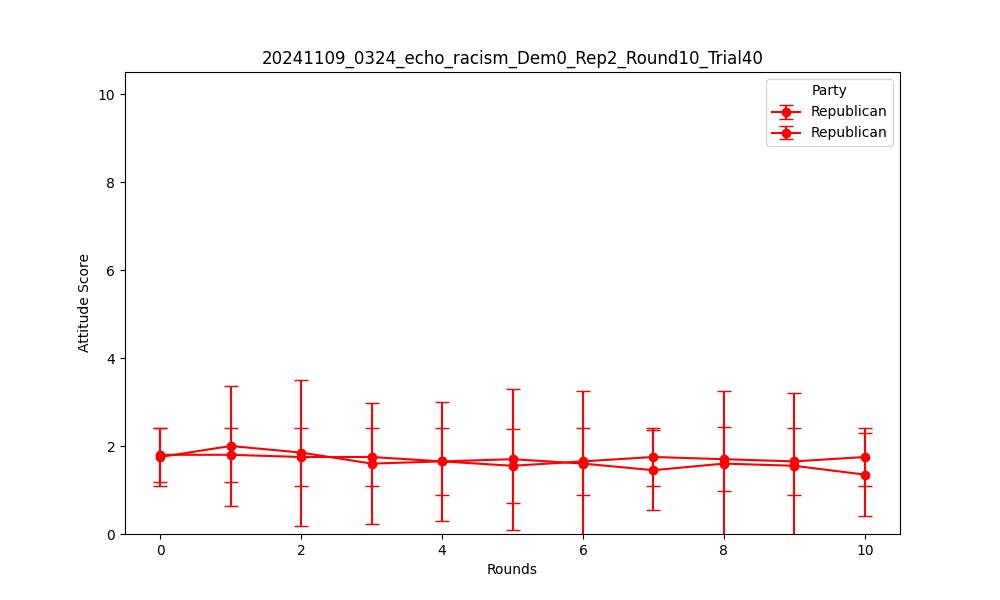 20241109_0324_echo_racism_Dem0_Rep2_Round10_Trial40
Party
Republican
Republican
Attitude Score
10
8
6
4
2
0
0 2 4 6 8 10
Rounds